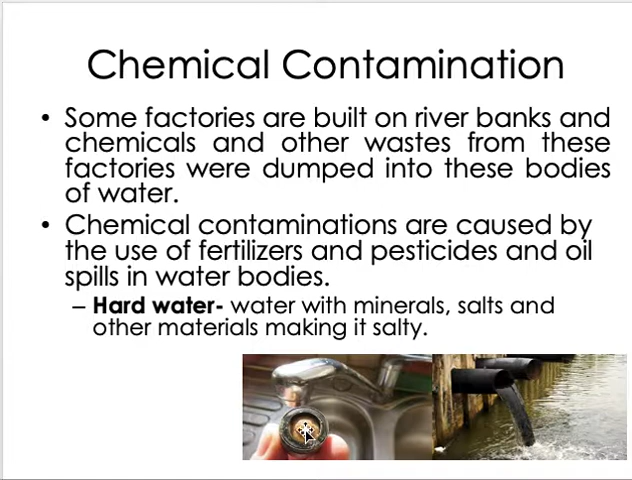 Chemical Contamination
• Some factories are built on river banks and
chemicals and other wastes from these
factories were dumped into these bodies
of water.
• Chemical contaminations are caused by
the use of fertilizers and pesticides and oil
spills in water bodies.
– Hard water- water with minerals, salts and
other materials making it salty.